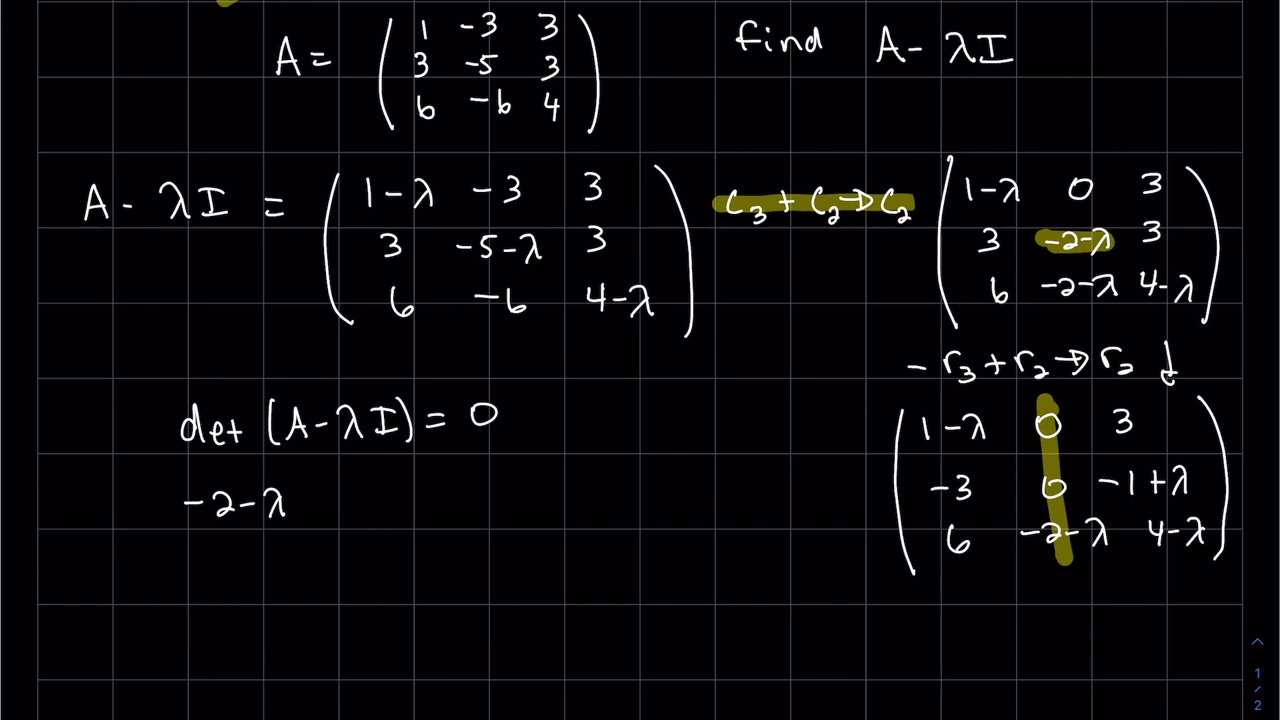 A = ( 1 -3 3 find A - λI
3 -5 3
6 -6 4 )
A - λI = ( 1-λ -3 3 C₃ + C₂ → C₂ ( 1-λ 0 3
3 -5-λ 3 3 -2-λ 3
6 -6 4-λ ) 6 -2-λ 4-λ )
- r₃ + r₂ → r₂ ↓
det (A - λI) = 0 ( 1-λ 0 3
-2-λ -3 0 -1+λ
6 -2-λ 4-λ )
^
1
/
2